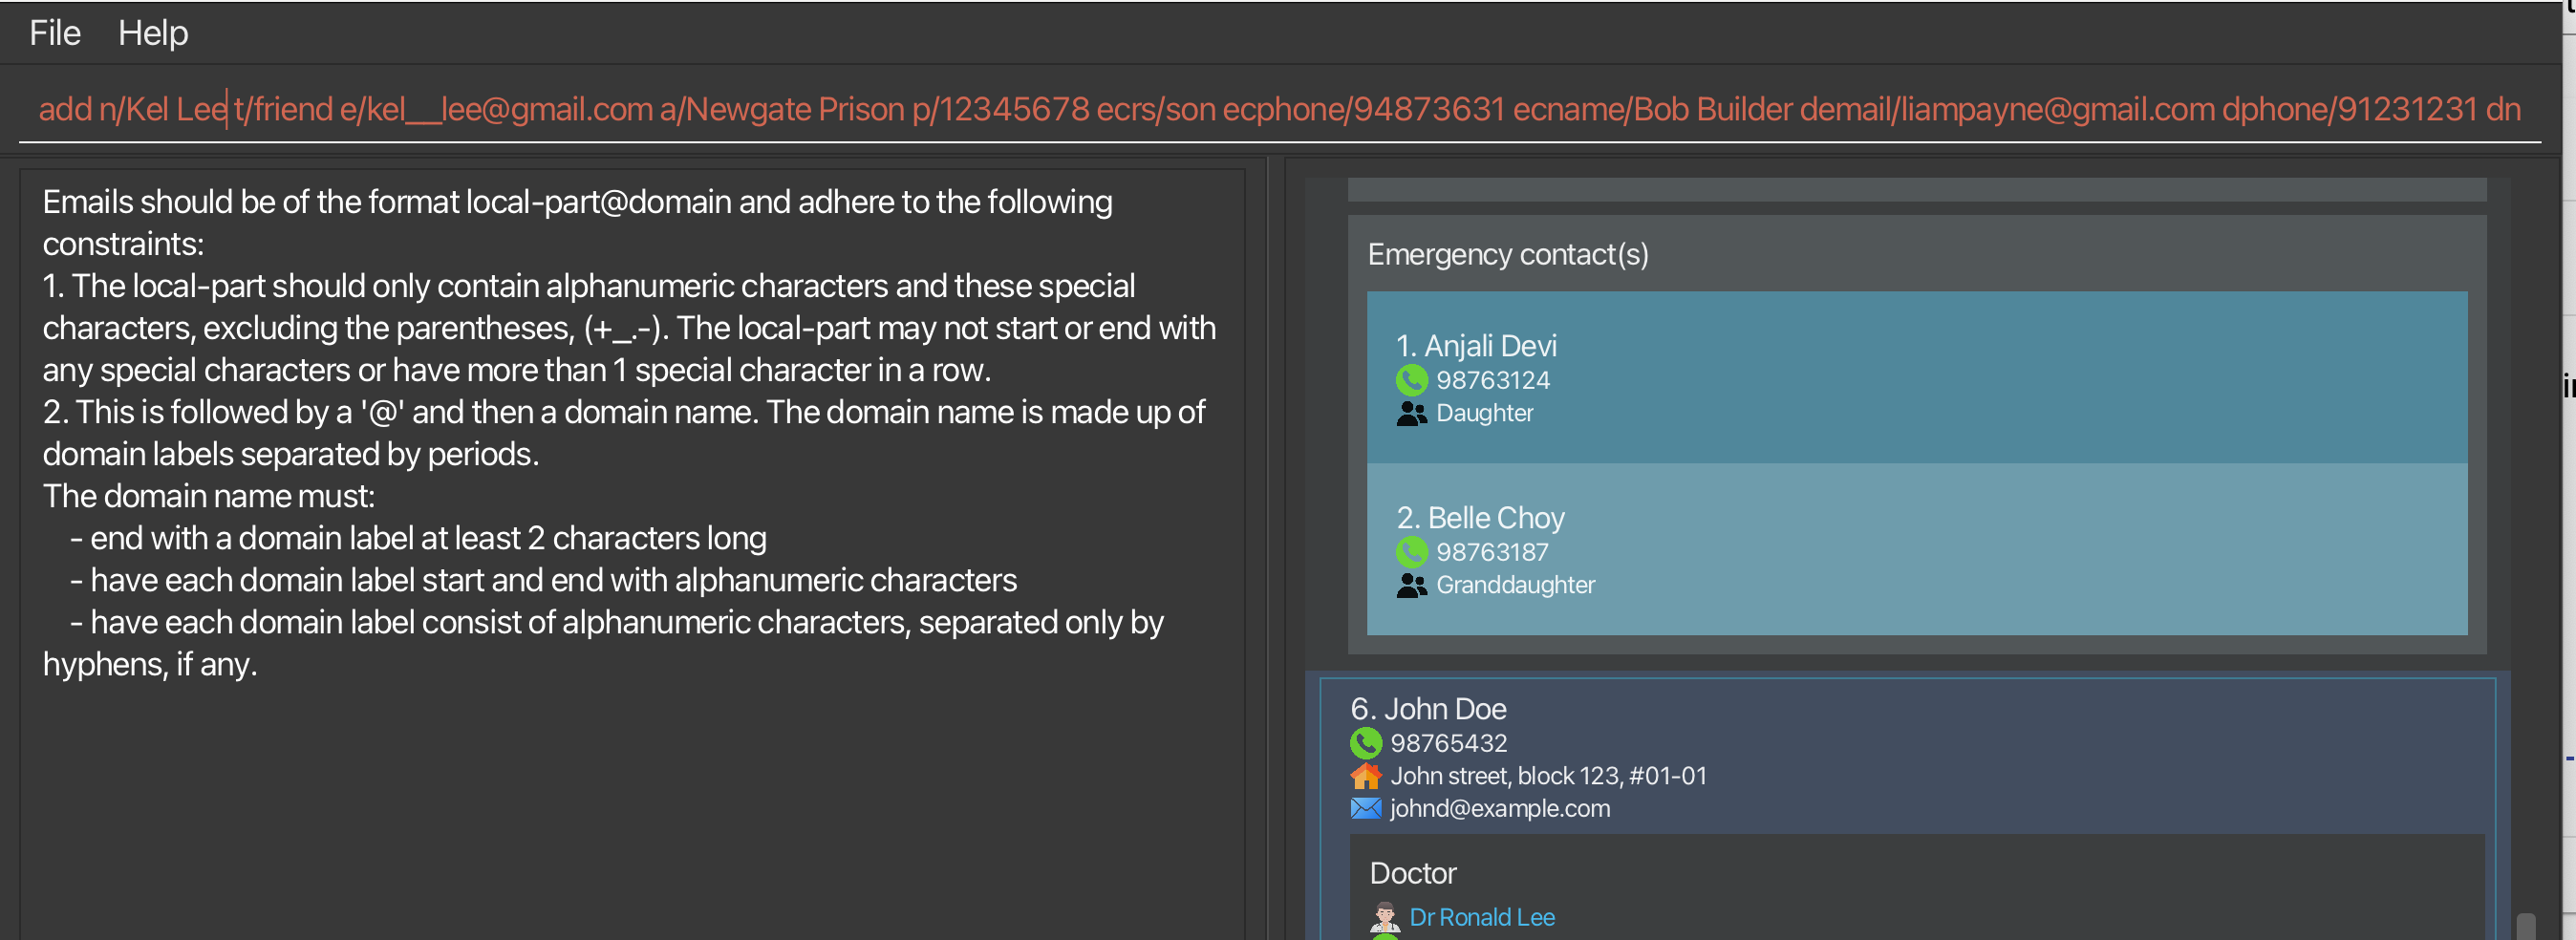 File Help
add n/Kel Lee t/friend e/kel__lee@gmail.com a/Newgate Prison p/12345678 ecrs/son ecphone/94873631 ecname/Bob Builder demail/liampayne@gmail.com dphone/91231231 dn
Emails should be of the format local-part@domain and adhere to the following
constraints:
1. The local-part should only contain alphanumeric characters and these special
characters, excluding the parentheses, (+_.-). The local-part may not start or end with
any special characters or have more than 1 special character in a row.
2. This is followed by a '@' and then a domain name. The domain name is made up of
domain labels separated by periods.
The domain name must:
- end with a domain label at least 2 characters long
- have each domain label start and end with alphanumeric characters
- have each domain label consist of alphanumeric characters, separated only by
hyphens, if any.
Emergency contact(s)
1. Anjali Devi
98763124
Daughter
2. Belle Choy
98763187
Granddaughter
6. John Doe
98765432
John street, block 123, #01-01
johnd@example.com
Doctor
Dr Ronald Lee